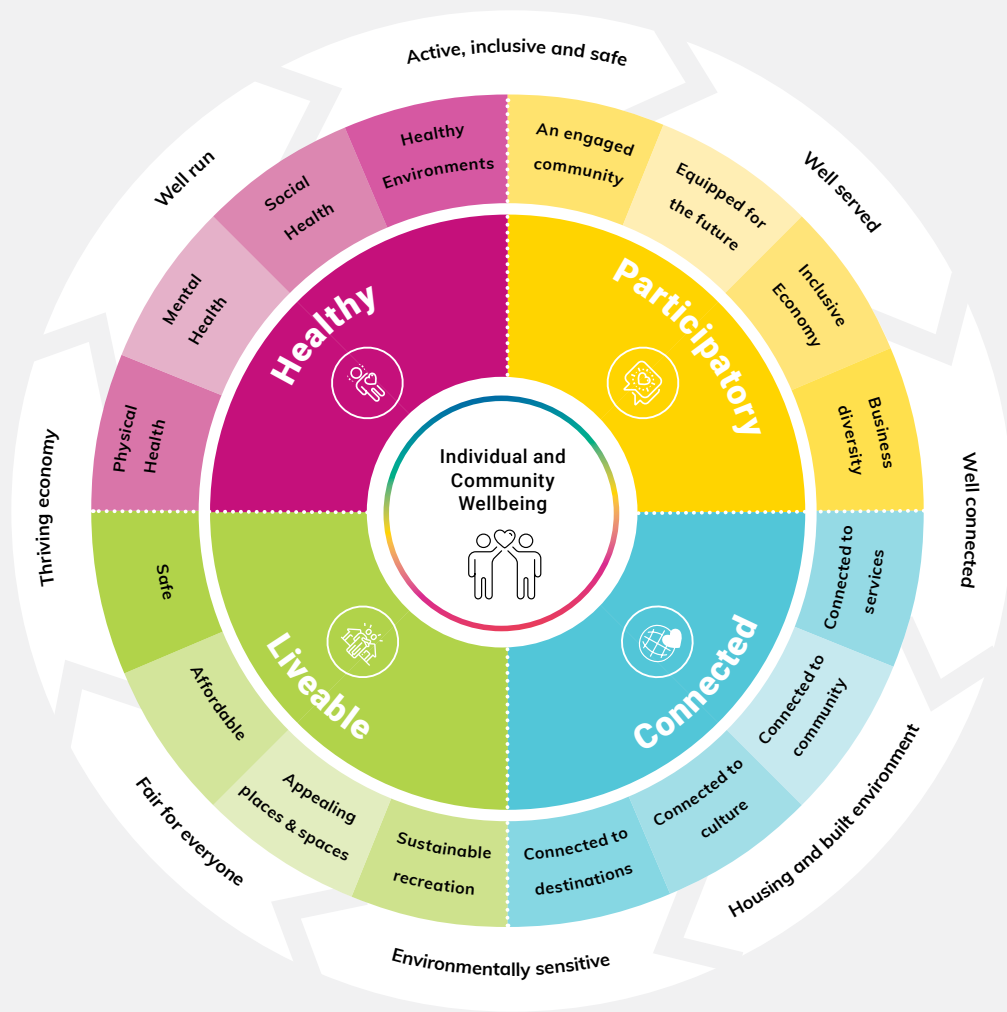 Active, inclusive and safe
Well served
Well connected
Housing and built environment
Environmentally sensitive
Fair for everyone
Thriving economy
Well run
Healthy
Environments
Social
Health
Mental
Health
Physical
Health
An engaged
community
Equipped for
the future
Inclusive
Economy
Business
diversity
Connected to
services
Connected to
community
Connected to
culture
Connected to
destinations
Sustainable
recreation
Appealing
places & spaces
Affordable
Safe
Healthy
Participatory
Connected
Liveable
Individual and
Community
Wellbeing